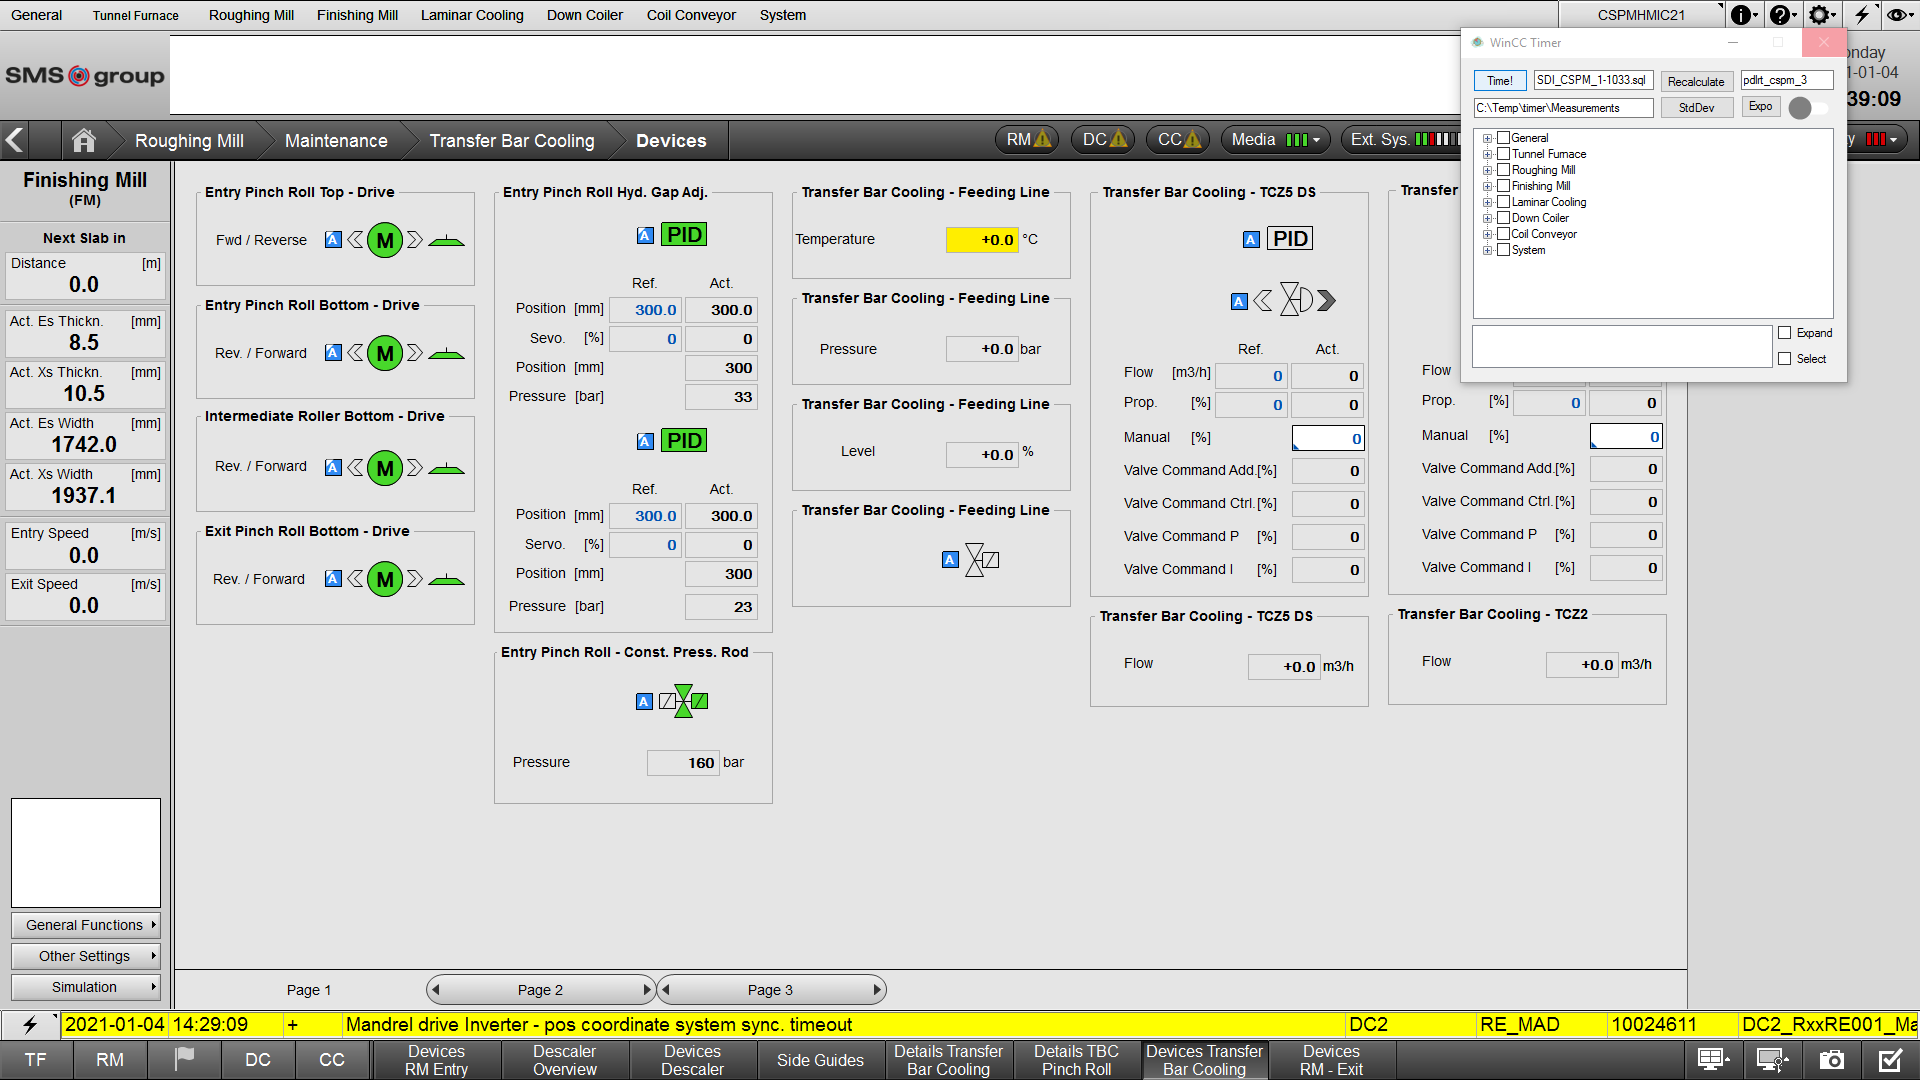 General Tunnel Furnace Roughing Mill Finishing Mill Laminar Cooling Down Coiler Coil Conveyor System CSPMHMIC21
SMS group
onday
1-01-04
39:09
WinCC Timer
Time! SDI_CSPM_1-1033.sql Recalculate pdlrt_cspm_3
C:\Temp\timer\Measurements StdDev Expo
General
Tunnel Furnace
Roughing Mill
Finishing Mill
Laminar Cooling
Down Coiler
Coil Conveyor
System
Expand
Select
Roughing Mill Maintenance Transfer Bar Cooling Devices RM DC CC Media Ext. Sys. y
Finishing Mill
(FM)
Next Slab in
Distance [m]
0.0
Act. Es Thickn. [mm]
8.5
Act. Xs Thickn. [mm]
10.5
Act. Es Width [mm]
1742.0
Act. Xs Width [mm]
1937.1
Entry Speed [m/s]
0.0
Exit Speed [m/s]
0.0
General Functions
Other Settings
Simulation
Entry Pinch Roll Top - Drive
Fwd / Reverse A M
Entry Pinch Roll Bottom - Drive
Rev. / Forward A M
Intermediate Roller Bottom - Drive
Rev. / Forward A M
Exit Pinch Roll Bottom - Drive
Rev. / Forward A M
Entry Pinch Roll Hyd. Gap Adj.
A PID
Ref. Act.
Position [mm] 300.0 300.0
Sevo. [%] 0 0
Position [mm] 300
Pressure [bar] 33
A PID
Ref. Act.
Position [mm] 300.0 300.0
Servo. [%] 0 0
Position [mm] 300
Pressure [bar] 23
Entry Pinch Roll - Const. Press. Rod
A
Pressure 160 bar
Transfer Bar Cooling - Feeding Line
Temperature +0.0 °C
Transfer Bar Cooling - Feeding Line
Pressure +0.0 bar
Transfer Bar Cooling - Feeding Line
Level +0.0 %
Transfer Bar Cooling - Feeding Line
A
Transfer Bar Cooling - TCZ5 DS
A PID
A
Ref. Act.
Flow [m3/h] 0 0
Prop. [%] 0 0
Manual [%] 0
Valve Command Add.[%] 0
Valve Command Ctrl.[%] 0
Valve Command P [%] 0
Valve Command I [%] 0
Transfer Bar Cooling - TCZ5 DS
Flow +0.0 m3/h
Transfer
Flow
Prop. [%] 0 0
Manual [%] 0
Valve Command Add.[%] 0
Valve Command Ctrl.[%] 0
Valve Command P [%] 0
Valve Command I [%] 0
Transfer Bar Cooling - TCZ2
Flow +0.0 m3/h
Page 1 Page 2 Page 3
2021-01-04 14:29:09 + Mandrel drive Inverter - pos coordinate system sync. timeout DC2 RE_MAD 10024611 DC2_RxxRE001_Ma
TF RM DC CC
Devices
RM Entry
Descaler
Overview
Devices
Descaler
Side Guides
Details Transfer
Bar Cooling
Details TBC
Pinch Roll
Devices Transfer
Bar Cooling
Devices
RM - Exit